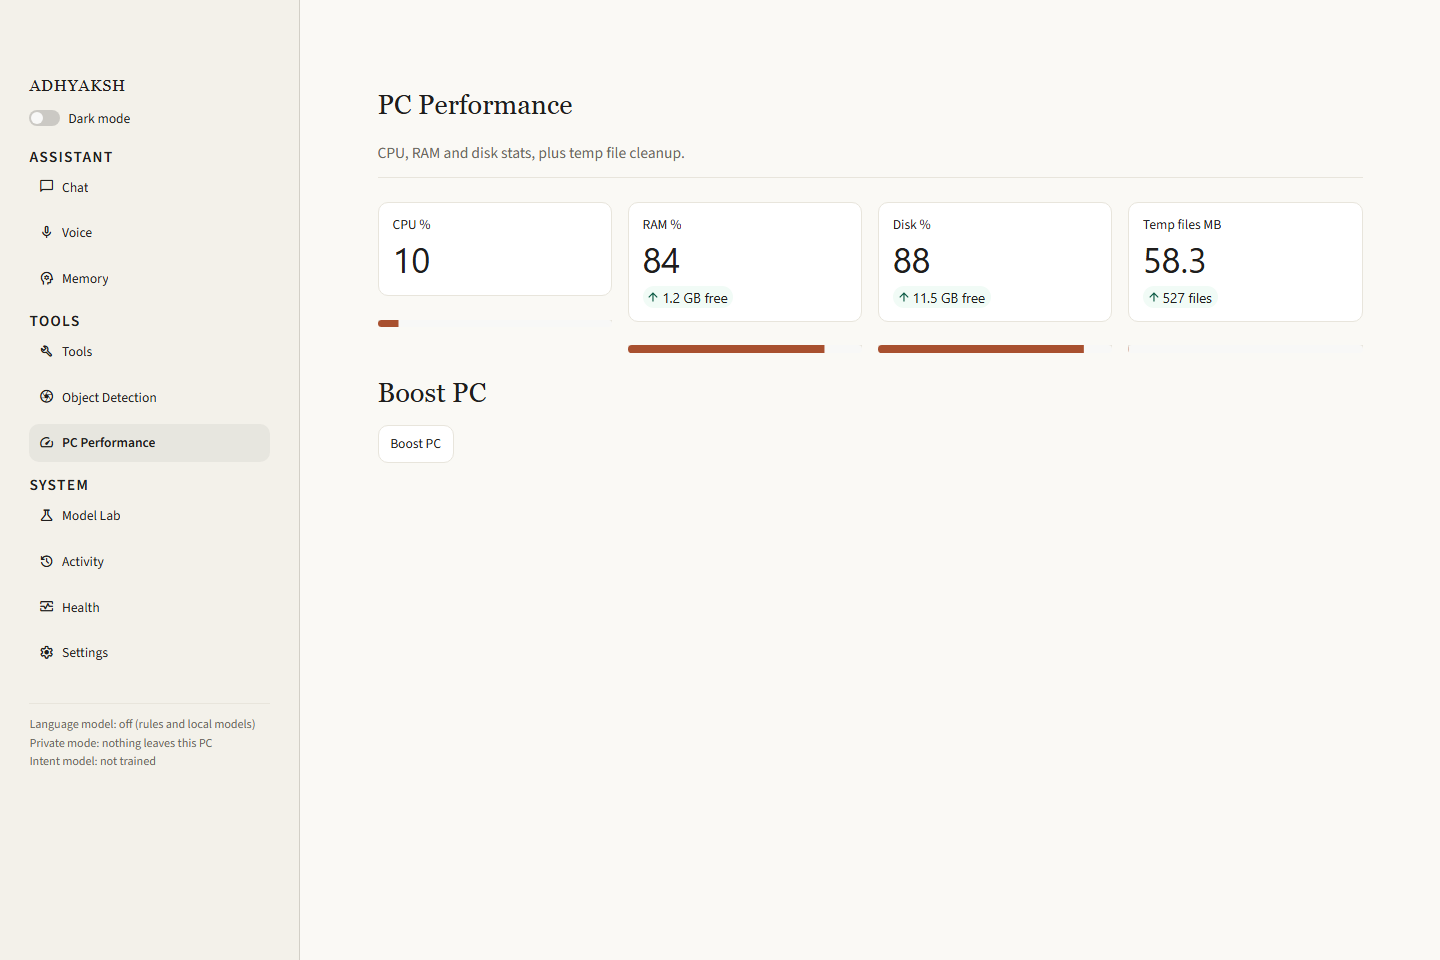 ADHYAKSH
Dark mode
ASSISTANT
Chat
Voice
Memory
TOOLS
Tools
Object Detection
PC Performance
SYSTEM
Model Lab
Activity
Health
Settings
Language model: off (rules and local models)
Private mode: nothing leaves this PC
Intent model: not trained
PC Performance
CPU, RAM and disk stats, plus temp file cleanup.
CPU %
10
RAM %
84
↑ 1.2 GB free
Disk %
88
↑ 11.5 GB free
Temp files MB
58.3
↑ 527 files
Boost PC
Boost PC